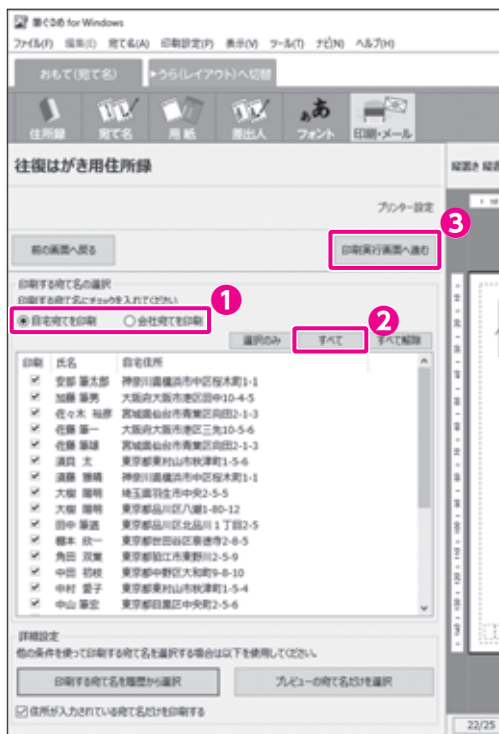 筆ぐるめ for Windows
ファイル(F) 編集(E) 宛て名(A) 印刷設定(P) 表示(V) ツール(T) ナビ(N) ヘルプ(H)
おもて(宛て名) ▶うら(レイアウト)へ切替
住所録 宛て名 用紙 差出人 フォント 印刷・メール
往復はがき用住所録
プリンター設定
3
前の画面へ戻る 印刷実行画面へ進む
印刷する宛て名の選択
印刷する宛て名にチェックを入れてください
1
自宅宛てを印刷 会社宛てを印刷
2
選択のみ すべて すべて解除
印刷 氏名 自宅住所
安部 筆太郎 神奈川県横浜市中区桜木町1-1
加藤 筆男 大阪府大阪市港区田中10-4-5
佐々木 裕彦 宮城県仙台市青葉区向田2-1-3
佐藤 筆一 大阪府大阪市港区三先10-5-6
佐藤 筆雄 宮城県仙台市青葉区向田2-1-3
須貝 太 東京都東村山市秋津町1-5-6
須藤 雅晴 神奈川県横浜市中区桜木町1-1
大榎 陽明 埼玉県羽生市中央2-5-5
大榎 陽明 東京都品川区八潮1-80-12
田中 筆道 東京都品川区北品川1丁目2-5
棚本 欣一 東京都世田谷区豪徳寺2-8-5
角田 双葉 東京都狛江市東野川2-5-9
中田 初枝 東京都中野区大和町9-8-10
中村 愛子 東京都東村山市秋津町1-5-4
中山 筆宏 東京都目黒区中央町2-5-6
詳細設定
他の条件を使って印刷する宛て名を選択する場合は以下を使用してください。
印刷する宛て名を履歴から選択 プレビューの宛て名だけを選択
住所が入力されている宛て名だけを印刷する
22/25